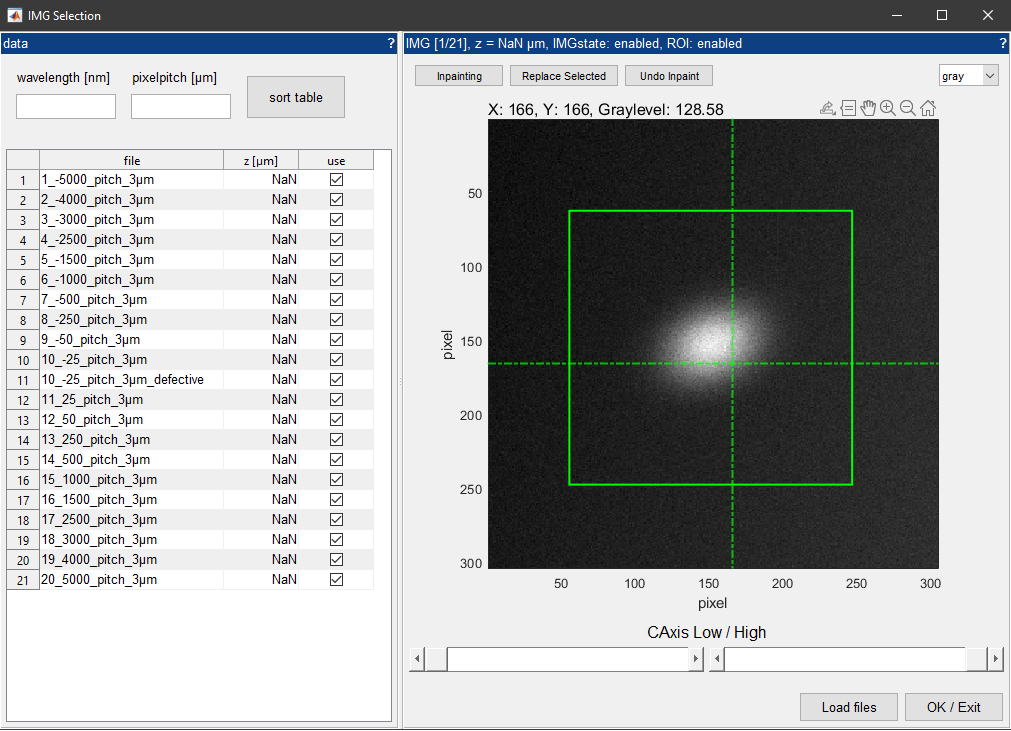 IMG Selection
data ?
wavelength [nm] pixelpitch [µm]
sort table
file z [µm] use
1 1_-5000_pitch_3µm NaN
2 2_-4000_pitch_3µm NaN
3 3_-3000_pitch_3µm NaN
4 4_-2500_pitch_3µm NaN
5 5_-1500_pitch_3µm NaN
6 6_-1000_pitch_3µm NaN
7 7_-500_pitch_3µm NaN
8 8_-250_pitch_3µm NaN
9 9_-50_pitch_3µm NaN
10 10_-25_pitch_3µm NaN
11 10_-25_pitch_3µm_defective NaN
12 11_25_pitch_3µm NaN
13 12_50_pitch_3µm NaN
14 13_250_pitch_3µm NaN
15 14_500_pitch_3µm NaN
16 15_1000_pitch_3µm NaN
17 16_1500_pitch_3µm NaN
18 17_2500_pitch_3µm NaN
19 18_3000_pitch_3µm NaN
20 19_4000_pitch_3µm NaN
21 20_5000_pitch_3µm NaN
IMG [1/21], z = NaN µm, IMGstate: enabled, ROI: enabled ?
Inpainting Replace Selected Undo Inpaint gray
X: 166, Y: 166, Graylevel: 128.58
50
100
150
200
250
300
pixel
50 100 150 200 250 300
pixel
CAxis Low / High
Load files OK / Exit